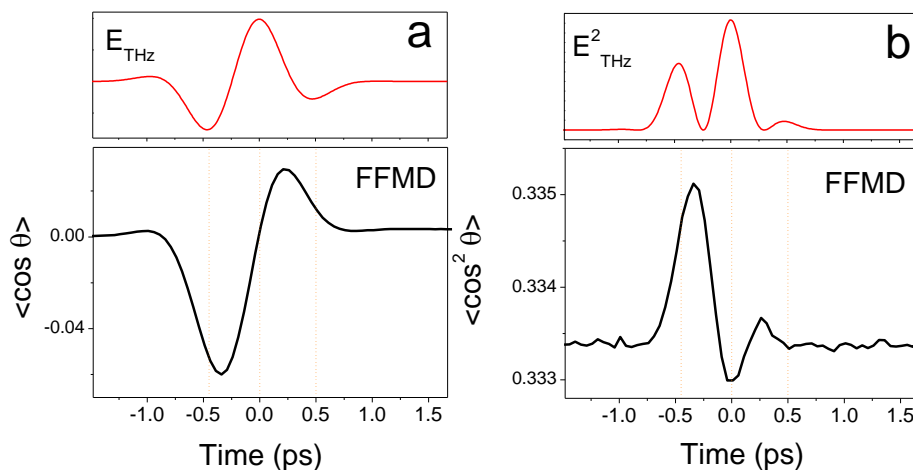 E_THz
a
FFMD
<cos θ>
0.00
-0.04
-1.0 -0.5 0.0 0.5 1.0 1.5
Time (ps)
E²_THz
b
FFMD
<cos² θ>
0.335
0.334
0.333
-1.0 -0.5 0.0 0.5 1.0 1.5
Time (ps)